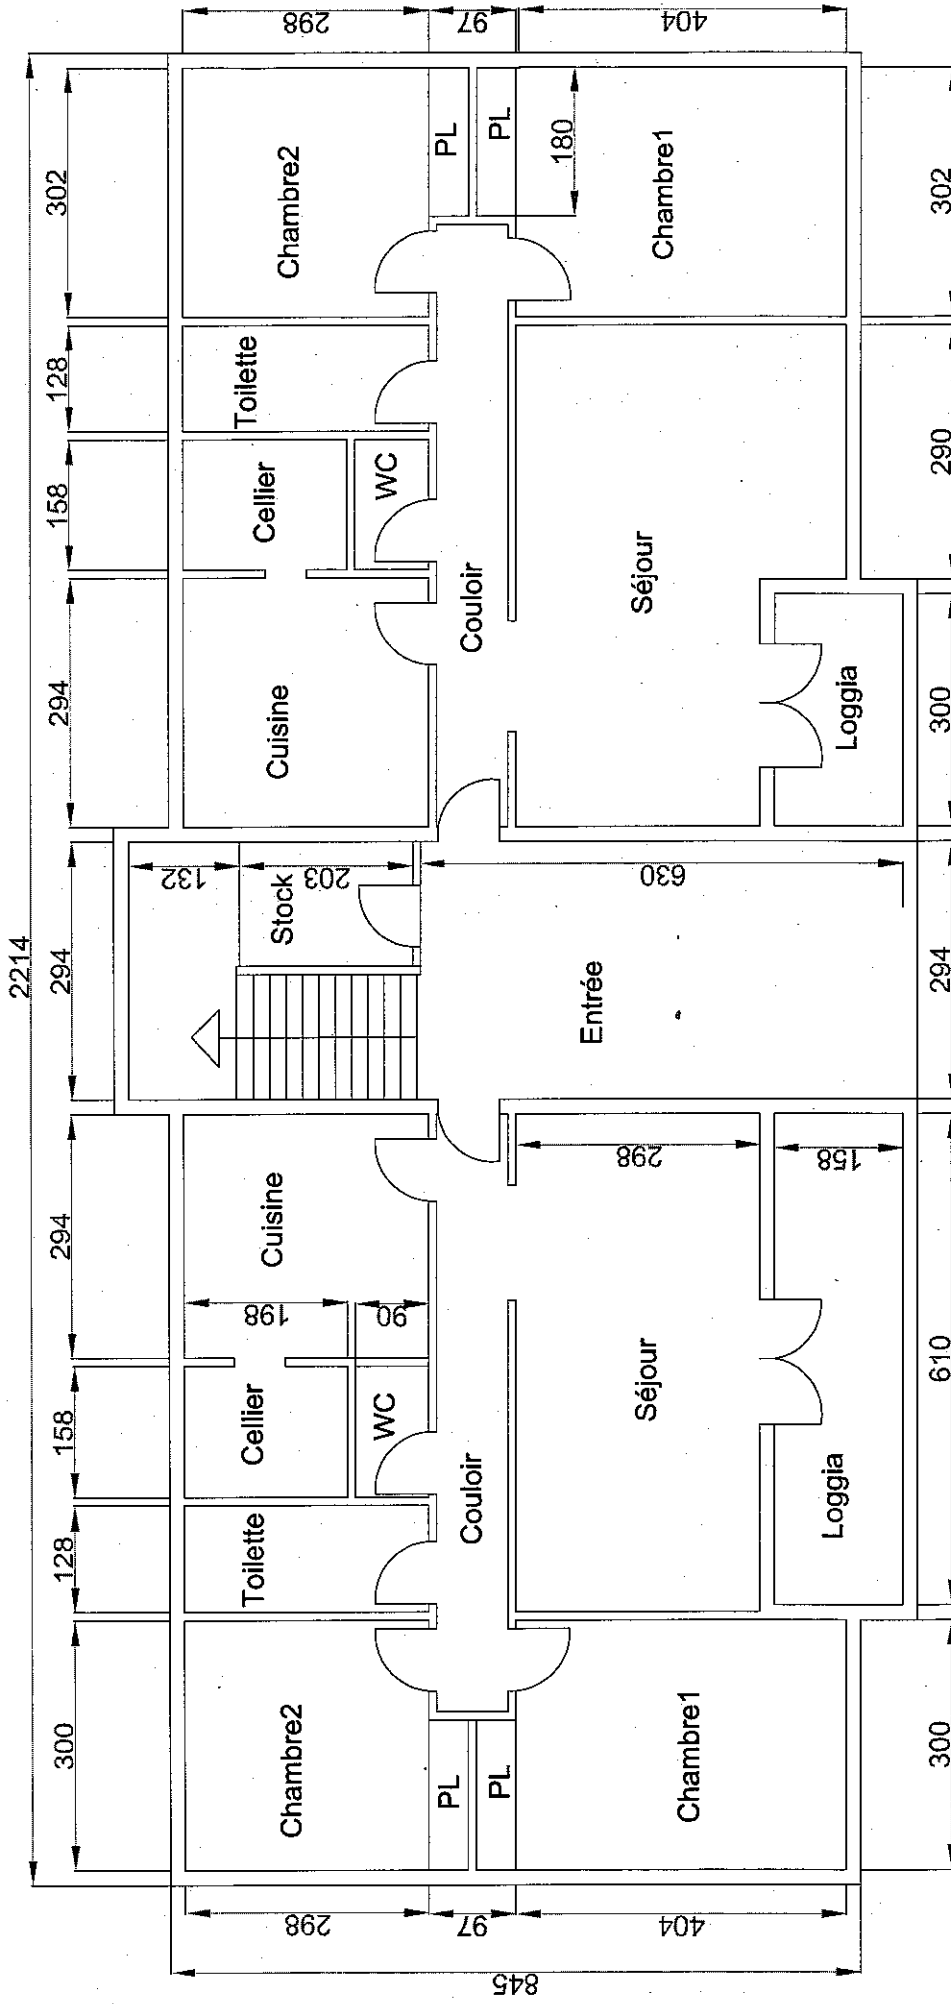 2214
300
128
158
294
294
294
158
128
302
845
298
97
404
298
97
404
Chambre2
Toilette
Cellier
198
Cuisine
132
Stock
203
Cuisine
Cellier
Toilette
Chambre2
WC
90
WC
PL
PL
Couloir
Couloir
PL
PL
180
Chambre1
Séjour
298
Entrée
630
Séjour
Chambre1
Loggia
158
Loggia
300
610
294
300
290
302